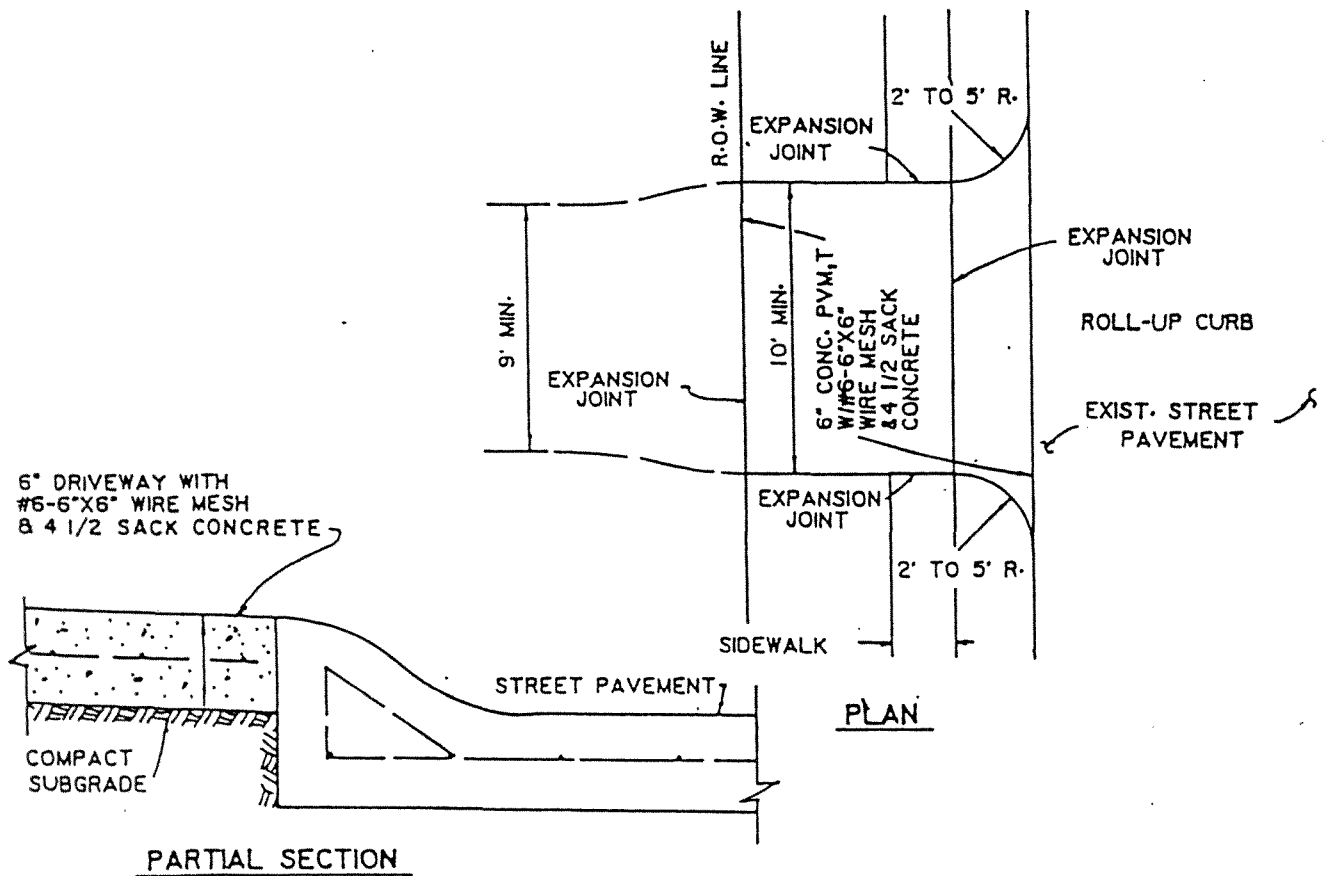 R.O.W. LINE
2' TO 5' R.
EXPANSION
JOINT
EXPANSION
JOINT
ROLL-UP CURB
9' MIN.
10' MIN.
6" CONC. PVM,T
W/#6-6"X6"
WIRE MESH
& 4 1/2 SACK
CONCRETE
EXPANSION
JOINT
EXIST. STREET
PAVEMENT
6" DRIVEWAY WITH
#6-6"X6" WIRE MESH
& 4 1/2 SACK CONCRETE
EXPANSION
JOINT
2' TO 5' R.
SIDEWALK
STREET PAVEMENT
PLAN
COMPACT
SUBGRADE
PARTIAL SECTION